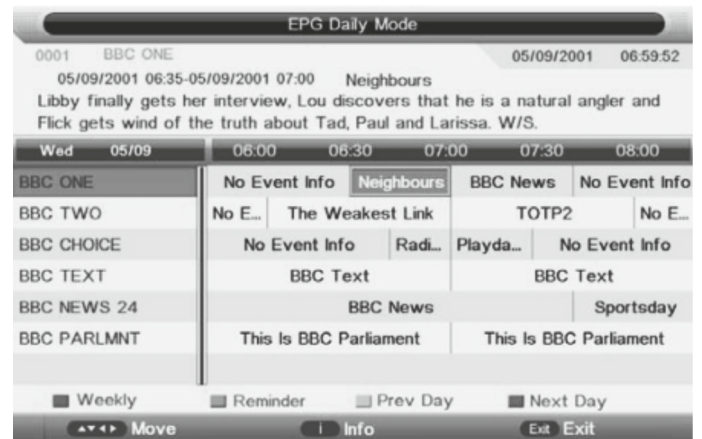 EPG Daily Mode
0001 BBC ONE 05/09/2001 06:59:52
05/09/2001 06:35-05/09/2001 07:00 Neighbours
Libby finally gets her interview, Lou discovers that he is a natural angler and
Flick gets wind of the truth about Tad, Paul and Larissa. W/S.
Wed 05/09 06:00 06:30 07:00 07:30 08:00
BBC ONE No Event Info Neighbours BBC News No Event Info
BBC TWO No E... The Weakest Link TOTP2 No E...
BBC CHOICE No Event Info Radi... Playda... No Event Info
BBC TEXT BBC Text BBC Text
BBC NEWS 24 BBC News Sportsday
BBC PARLMNT This Is BBC Parliament This Is BBC Parliament
Weekly Reminder Prev Day Next Day
Move i Info Exit Exit